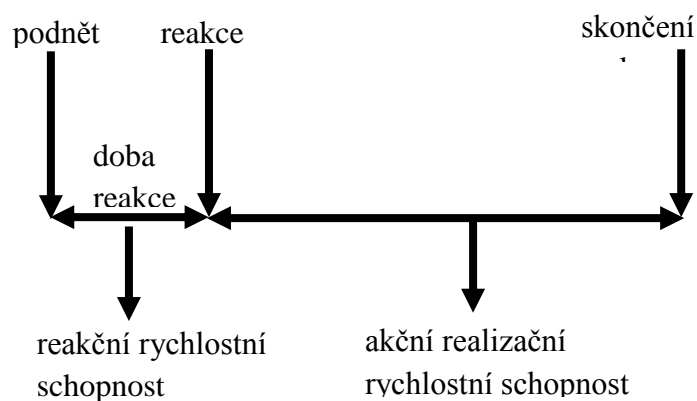 podnět
reakce
skončení
doba
reakce
reakční rychlostní
schopnost
akční realizační
rychlostní schopnost